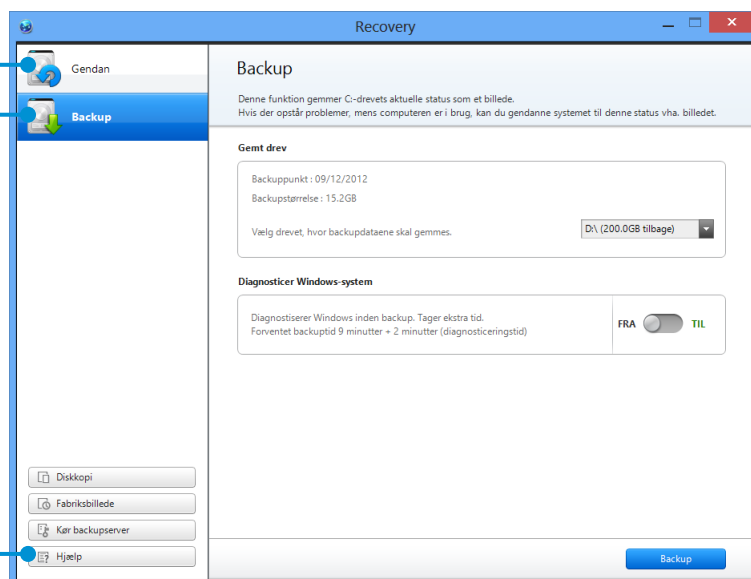 Recovery
Gendan
Backup
Backup
Denne funktion gemmer C:-drevets aktuelle status som et billede.
Hvis der opstår problemer, mens computeren er i brug, kan du gendanne systemet til denne status vha. billedet.
Gemt drev
Backuppunkt : 09/12/2012
Backupstørrelse : 15.2GB
Vælg drevet, hvor backupdataene skal gemmes.
D:\ (200.0GB tilbage)
Diagnosticer Windows-system
Diagnostiserer Windows inden backup. Tager ekstra tid.
Forventet backuptid 9 minutter + 2 minutter (diagnosticeringstid)
FRA
TIL
Diskkopi
Fabriksbillede
Kør backupserver
Hjælp
Backup